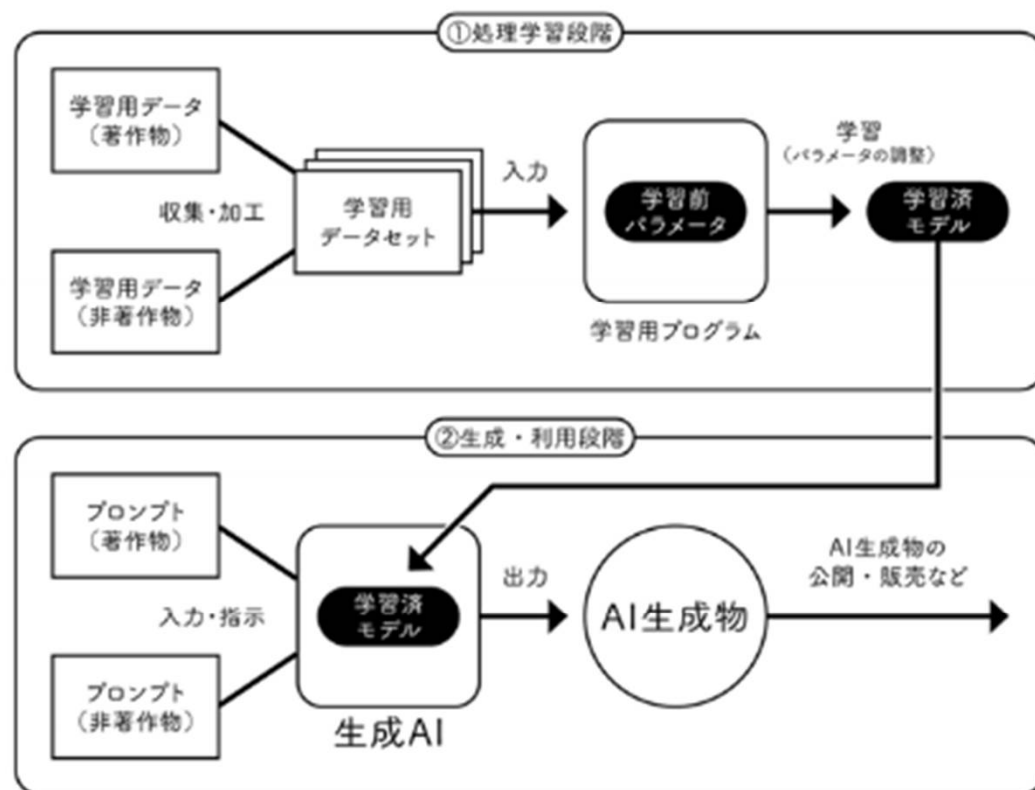 ①処理学習段階
学習用データ
（著作物）
収集・加工
学習用データ
（非著作物）
学習用
データセット
入力
学習前
パラメータ
学習用プログラム
学習
（パラメータの調整）
学習済
モデル
②生成・利用段階
プロンプト
（著作物）
入力・指示
プロンプト
（非著作物）
学習済
モデル
生成AI
出力
AI生成物
AI生成物の
公開・販売など